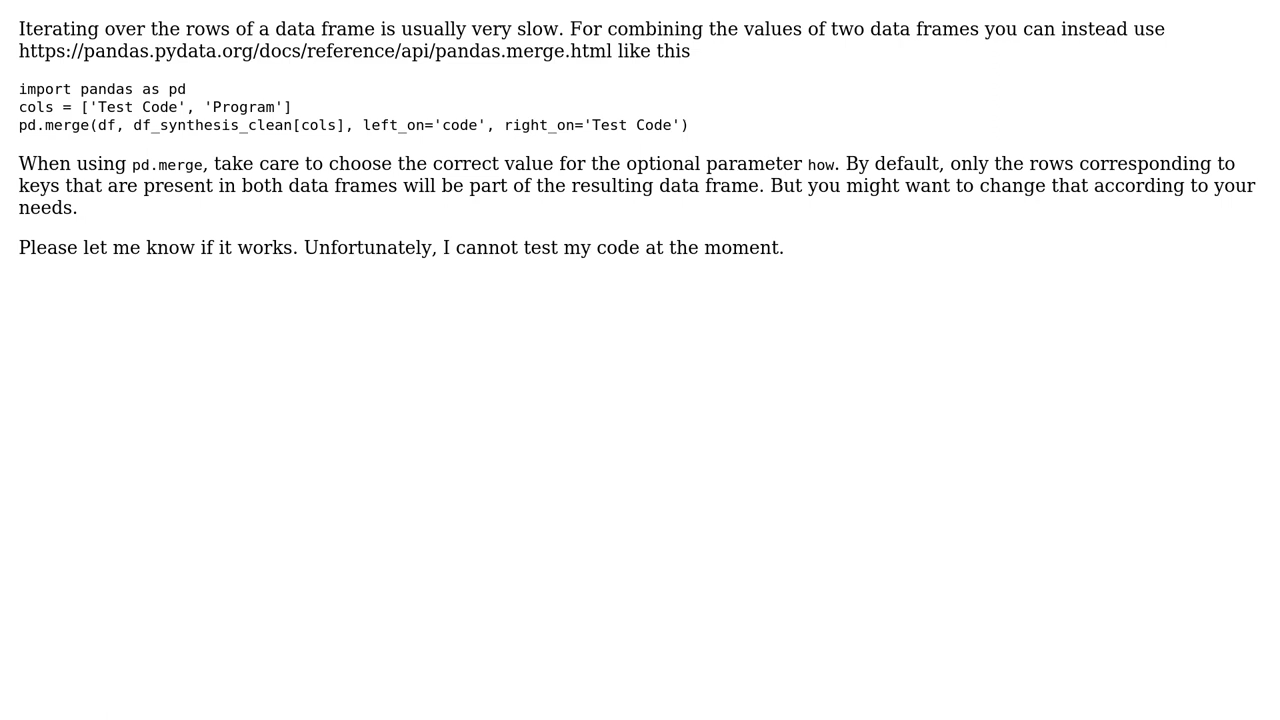 Iterating over the rows of a data frame is usually very slow. For combining the values of two data frames you can instead use
https://pandas.pydata.org/docs/reference/api/pandas.merge.html like this
import pandas as pd
cols = ['Test Code', 'Program']
pd.merge(df, df_synthesis_clean[cols], left_on='code', right_on='Test Code')
When using pd.merge, take care to choose the correct value for the optional parameter how. By default, only the rows corresponding to
keys that are present in both data frames will be part of the resulting data frame. But you might want to change that according to your
needs.
Please let me know if it works. Unfortunately, I cannot test my code at the moment.